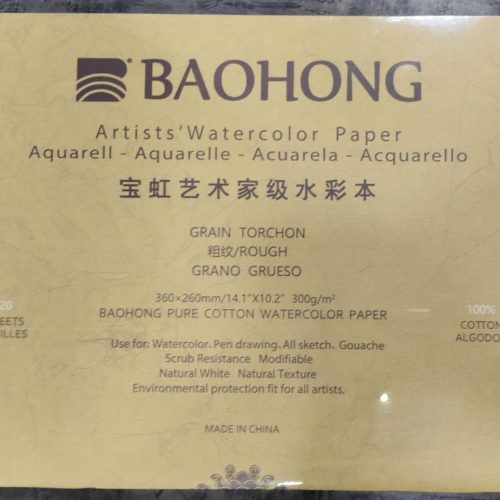 BAOHONG
Artists' Watercolor Paper
Aquarell - Aquarelle - Acuarela - Acquarello
宝虹艺术家级水彩本
GRAIN TORCHON
粗纹/ROUGH
GRANO GRUESO
360×260mm/14.1"X10.2" 300g/m²
BAOHONG PURE COTTON WATERCOLOR PAPER
20
EETS
ILLES
100%
COTTON
ALGODO
Use for: Watercolor、Pen drawing、All sketch、Gouache
Scrub Resistance Modifiable
Natural White Natural Texture
Environmental protection fit for all artists.
MADE IN CHINA